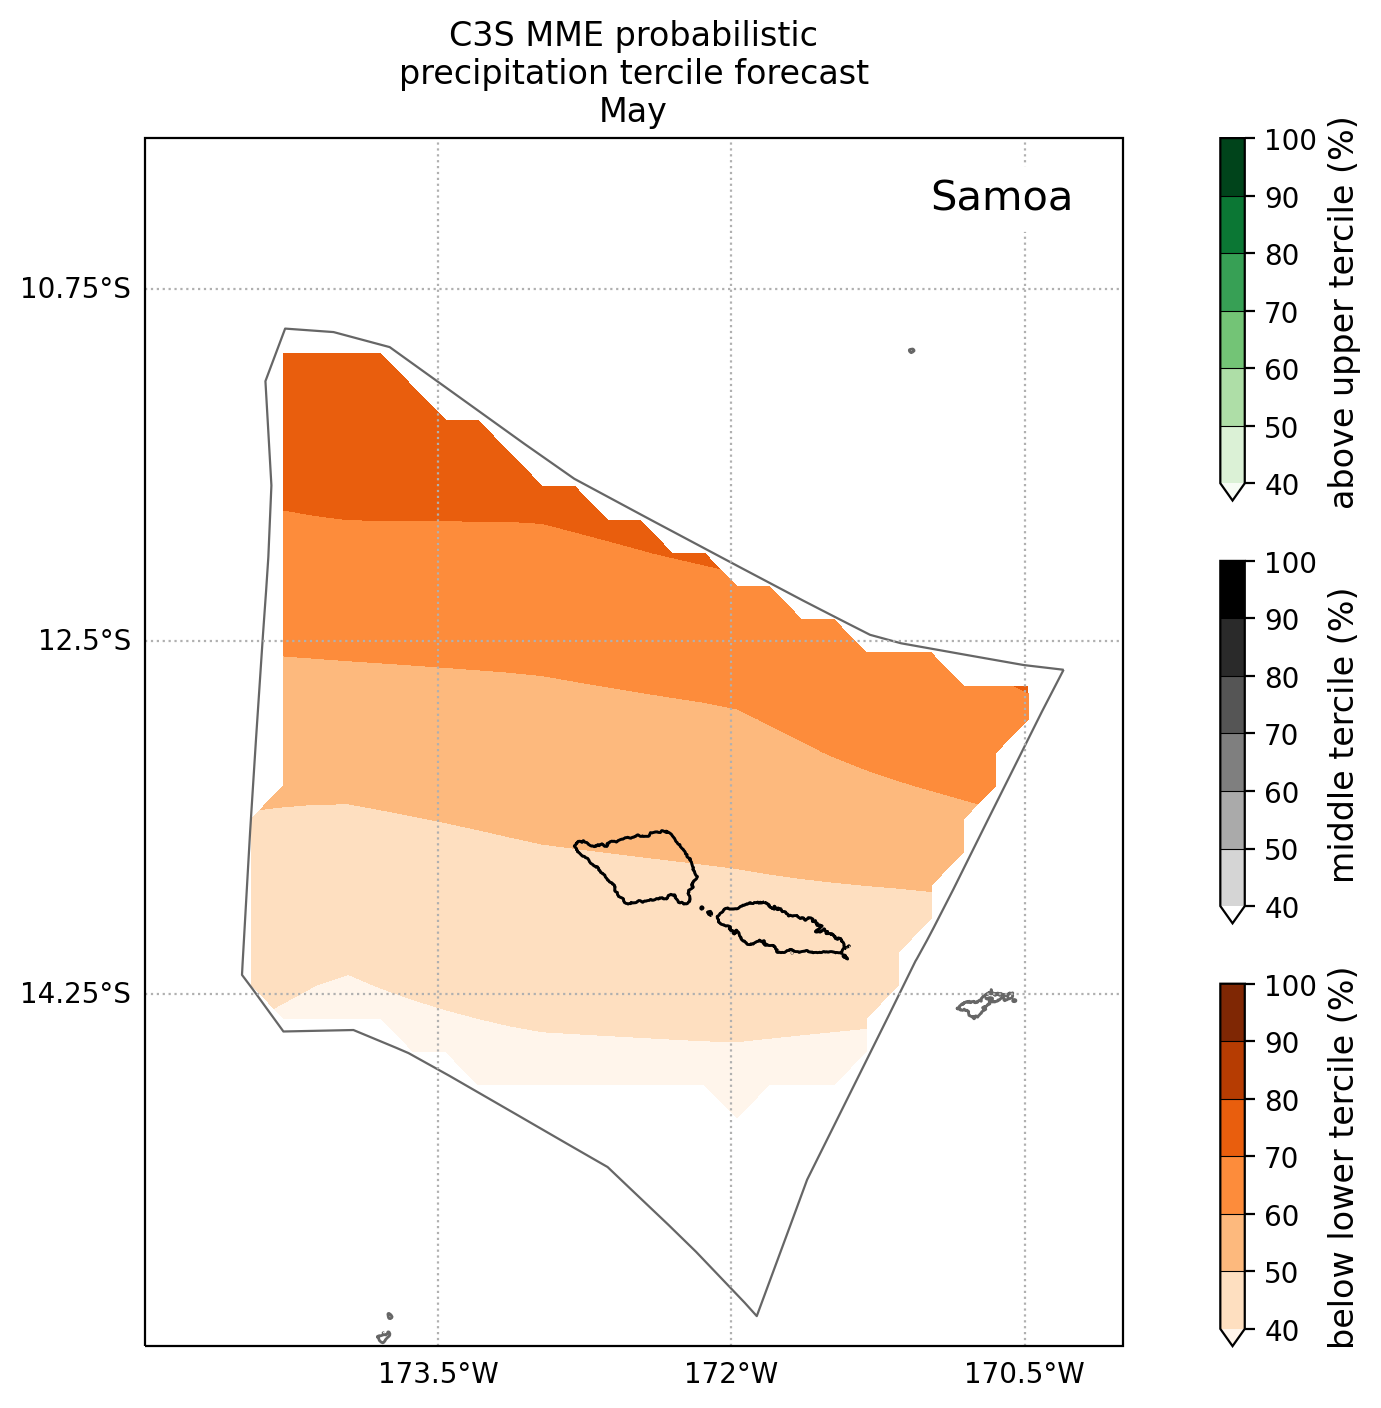 C3S MME probabilistic
precipitation tercile forecast
May
Samoa
10.75°S
12.5°S
14.25°S
173.5°W
172°W
170.5°W
100
90
80
70
60
50
40
above upper tercile (%)
100
90
80
70
60
50
40
middle tercile (%)
100
90
80
70
60
50
40
below lower tercile (%)